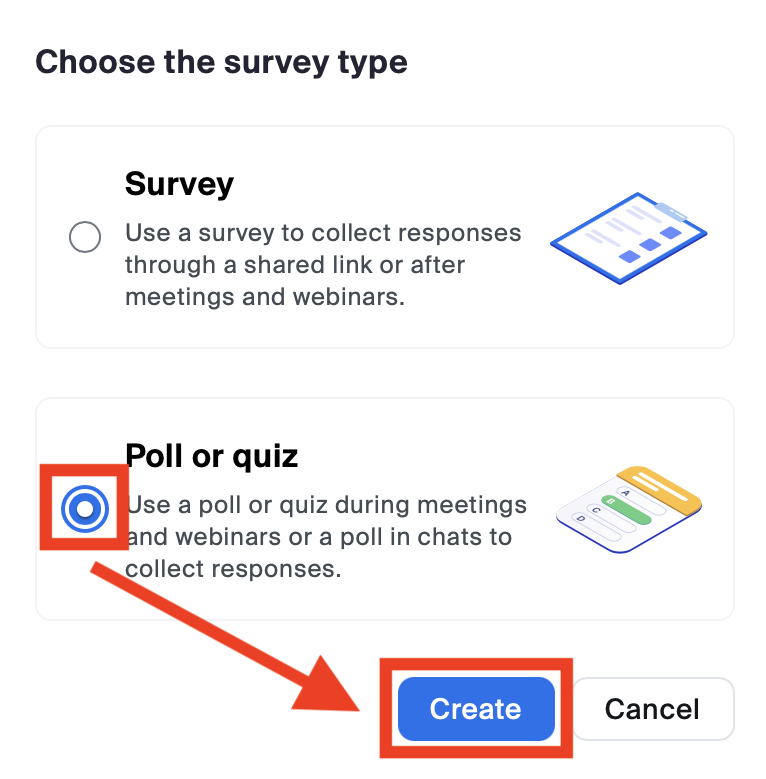 Choose the survey type
Survey
Use a survey to collect responses
through a shared link or after
meetings and webinars.
Poll or quiz
Use a poll or quiz during meetings
and webinars or a poll in chats to
collect responses.
A
B
C
D
Create
Cancel